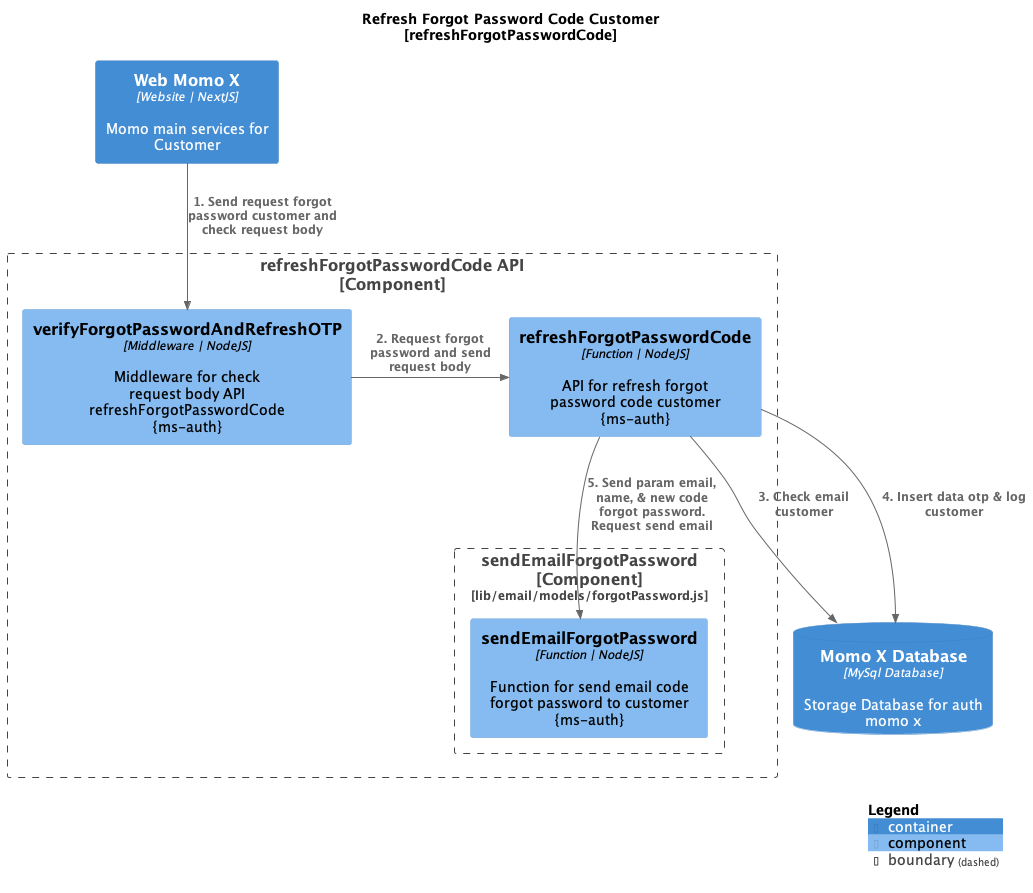 Refresh Forgot Password Code Customer
[refreshForgotPasswordCode]
Web Momo X
[Website | NextJS]
Momo main services for
Customer
1. Send request forgot
password customer and
check request body
refreshForgotPasswordCode API
[Component]
verifyForgotPasswordAndRefreshOTP
[Middleware | NodeJS]
Middleware for check
request body API
refreshForgotPasswordCode
{ms-auth}
2. Request forgot
password and send
request body
refreshForgotPasswordCode
[Function | NodeJS]
API for refresh forgot
password code customer
{ms-auth}
5. Send param email,
name, & new code
forgot password.
Request send email
3. Check email
customer
4. Insert data otp & log
customer
sendEmailForgotPassword
[Component]
[lib/email/models/forgotPassword.js]
sendEmailForgotPassword
[Function | NodeJS]
Function for send email code
forgot password to customer
{ms-auth}
Momo X Database
[MySql Database]
Storage Database for auth
momo x
Legend
container
component
boundary (dashed)